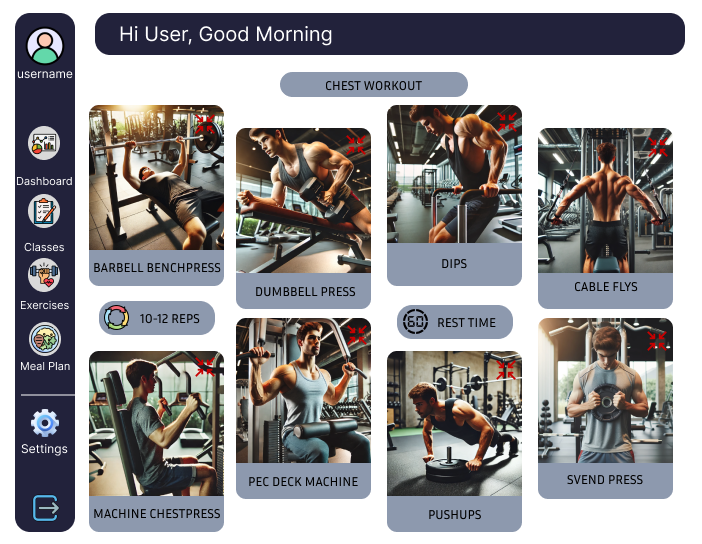 Hi User, Good Morning
username
Dashboard
Classes
Exercises
Meal Plan
Settings
CHEST WORKOUT
BARBELL BENCHPRESS
DUMBBELL PRESS
DIPS
CABLE FLYS
10-12 REPS
60
REST TIME
MACHINE CHESTPRESS
PEC DECK MACHINE
PUSHUPS
SVEND PRESS